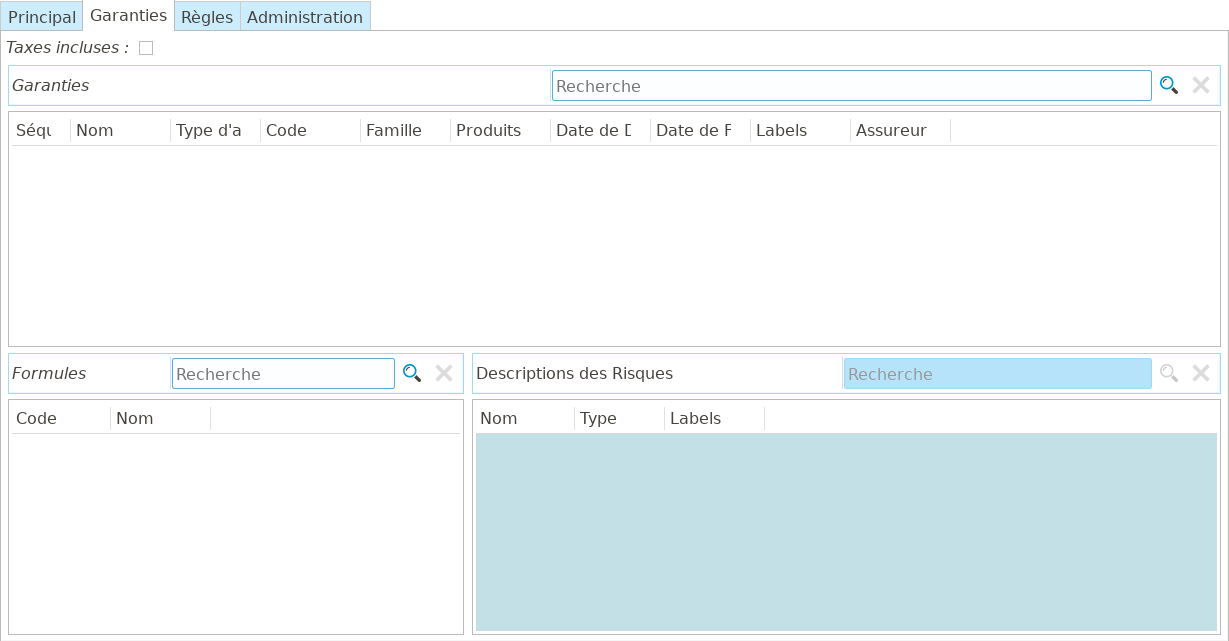 Principal Garanties Règles Administration
Taxes incluses :
Garanties Recherche
Séqu Nom Type d'a Code Famille Produits Date de D Date de F Labels Assureur
Formules Recherche Descriptions des Risques Recherche
Code Nom Nom Type Labels